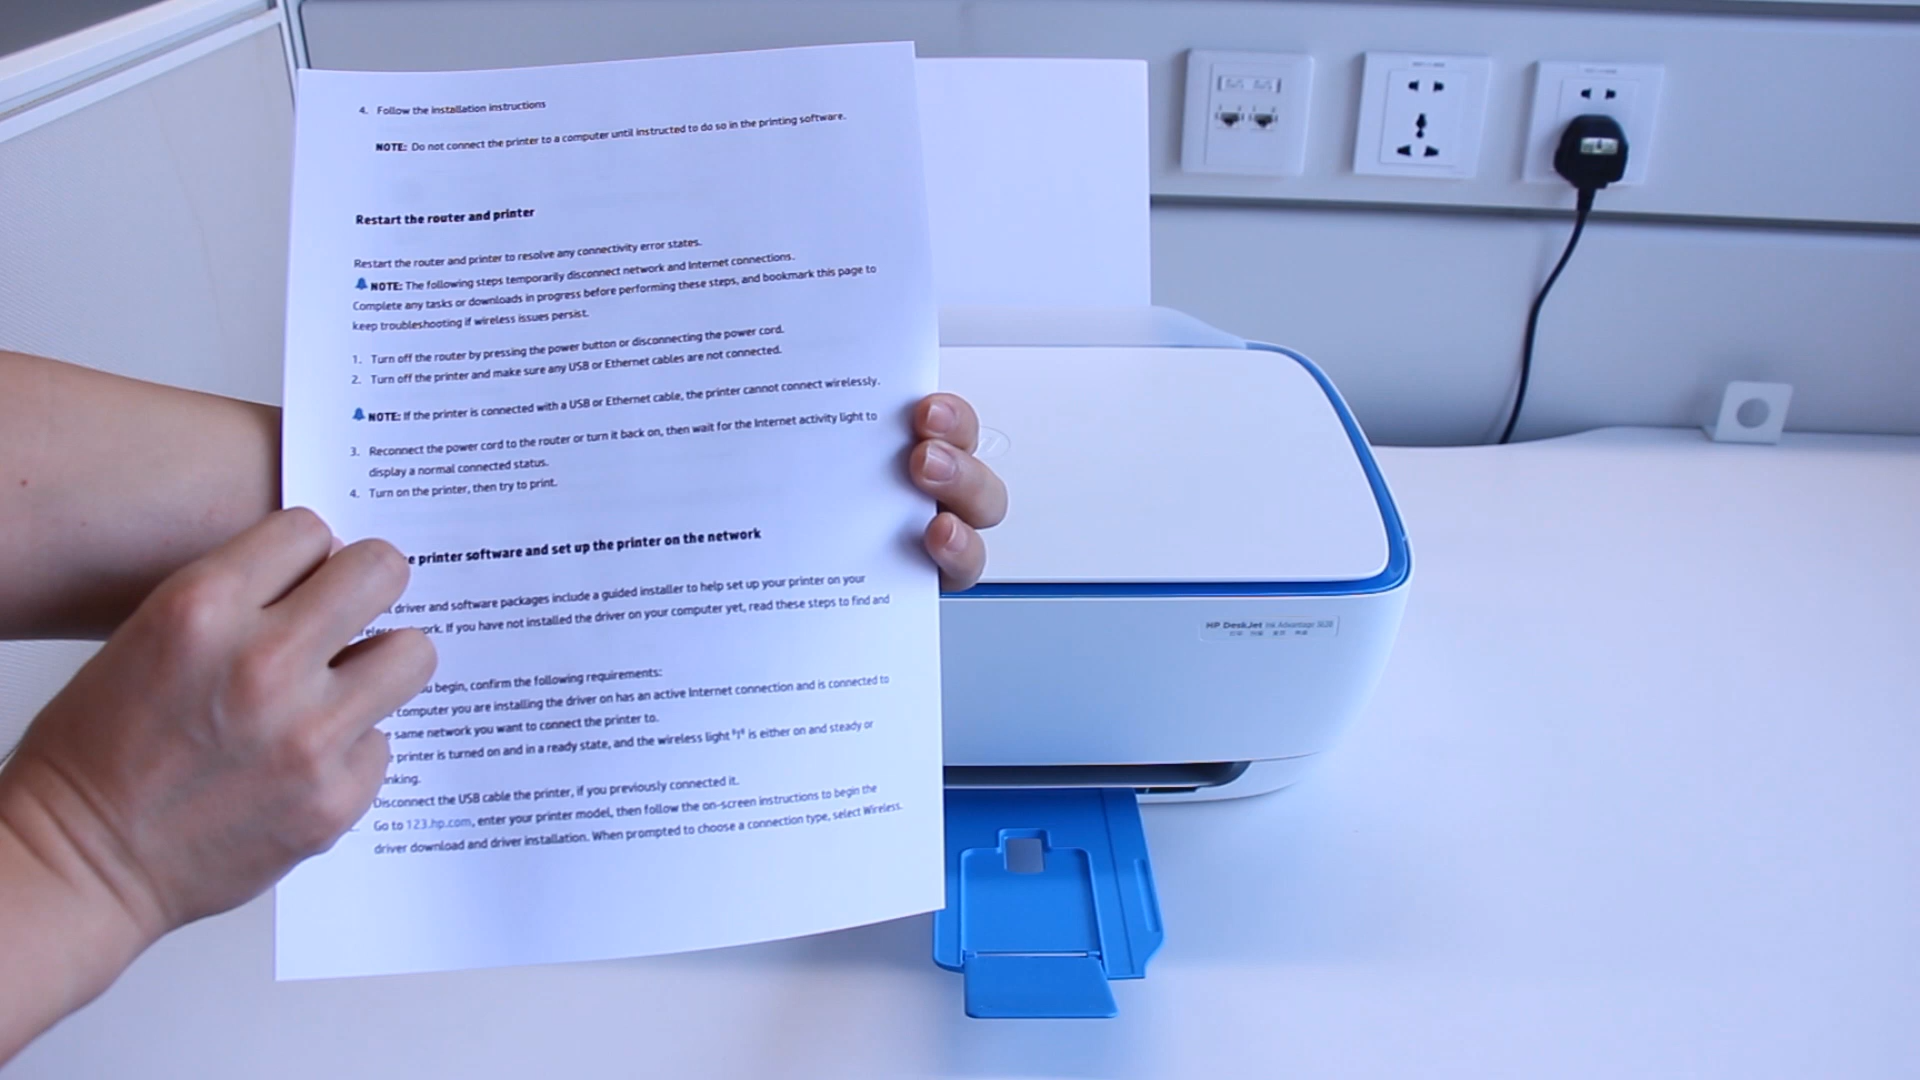 4. Follow the installation instructions
NOTE: Do not connect the printer to a computer until instructed to do so in the printing software.
Restart the router and printer
Restart the router and printer to resolve any connectivity error states.
NOTE: The following steps temporarily disconnect network and Internet connections.
Complete any tasks or downloads in progress before performing these steps, and bookmark this page to
keep troubleshooting if wireless issues persist.
1. Turn off the router by pressing the power button or disconnecting the power cord.
2. Turn off the printer and make sure any USB or Ethernet cables are not connected.
NOTE: If the printer is connected with a USB or Ethernet cable, the printer cannot connect wirelessly.
3. Reconnect the power cord to the router or turn it back on, then wait for the Internet activity light to
display a normal connected status.
4. Turn on the printer, then try to print.
e printer software and set up the printer on the network
driver and software packages include a guided installer to help set up your printer on your
ork. If you have not installed the driver on your computer yet, read these steps to find and
u begin, confirm the following requirements:
computer you are installing the driver on has an active Internet connection and is connected to
e same network you want to connect the printer to.
printer is turned on and in a ready state, and the wireless light is either on and steady or
inking.
Disconnect the USB cable the printer, if you previously connected it.
Go to 123.hp.com, enter your printer model, then follow the on-screen instructions to begin the
driver download and driver installation. When prompted to choose a connection type, select Wireless.
hp
HP DeskJet Ink Advantage 3638